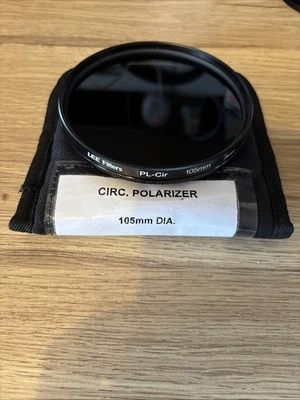 LEE Filters PL-Cir 105mm
CIRC. POLARIZER
105mm DIA.